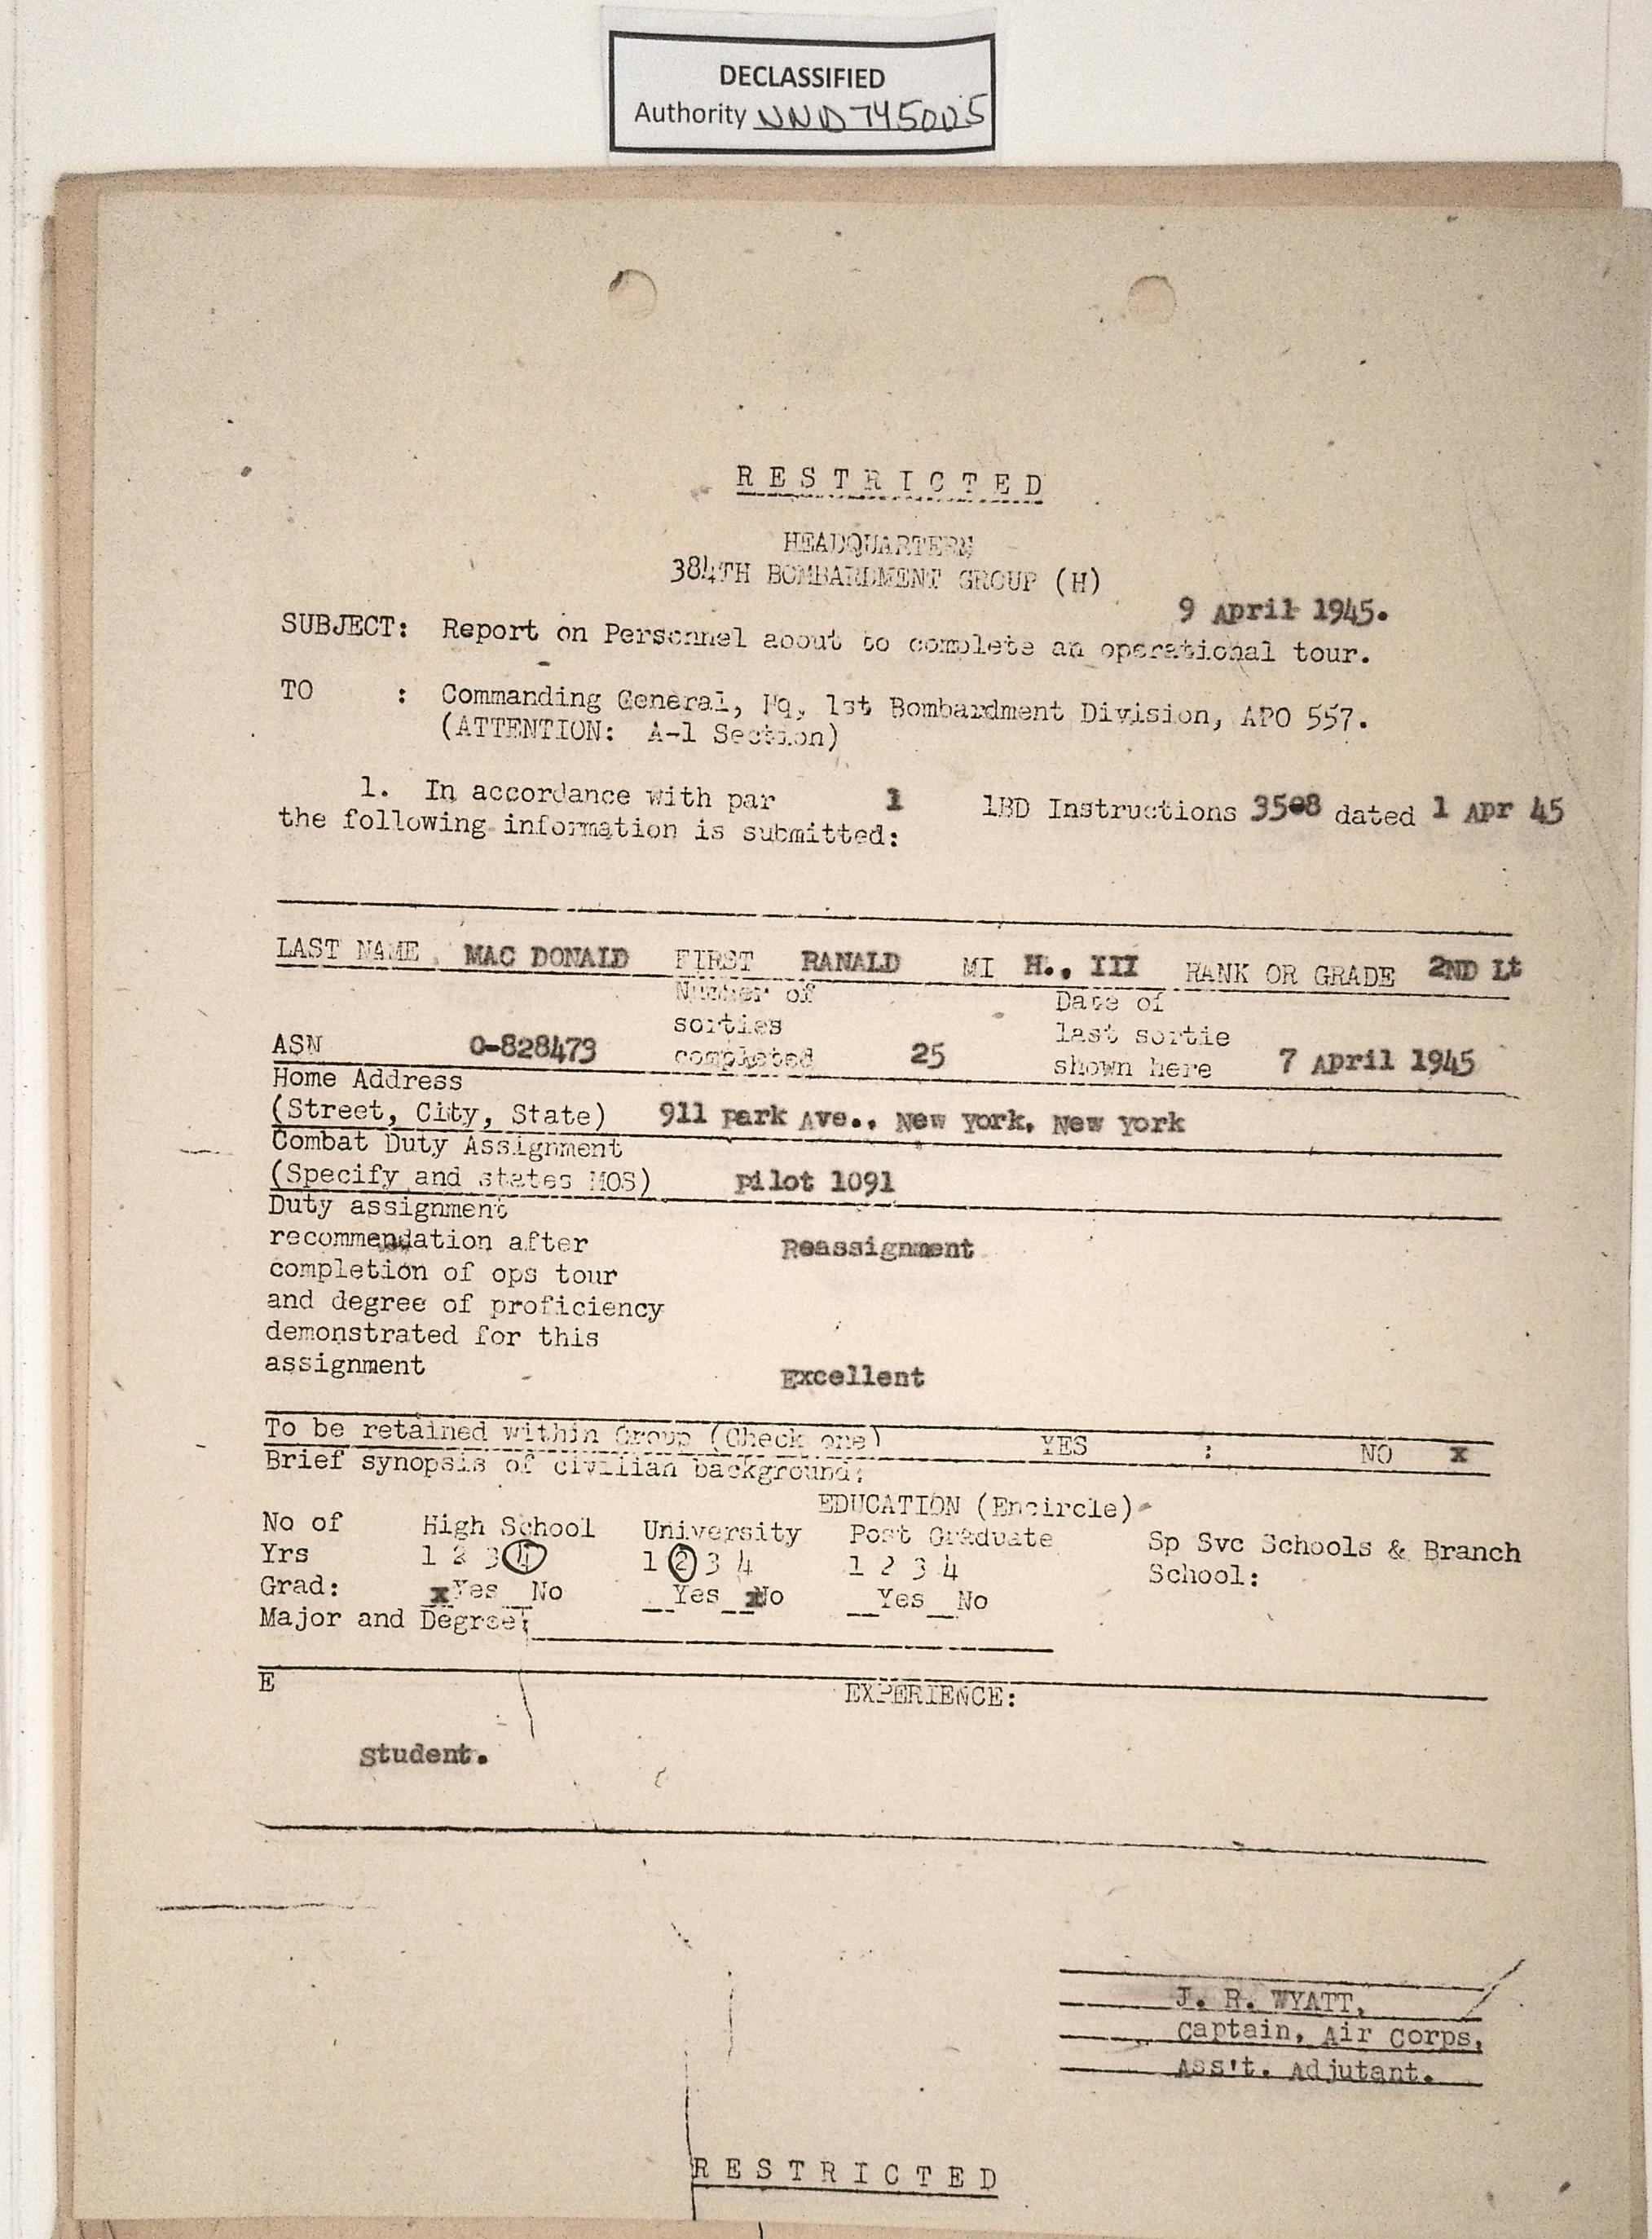 DECLASSIFIED
Authority NND 745005
RESTRICTED
HEADQUARTERS
384TH BOMBARDMENT GROUP (H)
9 April 1945.
SUBJECT: Report on Personnel about to complete an operational tour.
TO : Commanding General, Hq, 1st Bombardment Division, APO 557.
(ATTENTION: A-1 Section)
1. In accordance with par 1 1BD Instructions dated 1 Apr 45
the following information is submitted:
LAST NAME MAC DONALD FIRST RANALD MI H., III RANK OR GRADE 2ND Lt
Number of Date of
sorties last sortie
ASN O-828473 completed 25 shown here 7 April 1945
Home Address
(Street, City, State) 911 park Ave., New York, New York
Combat Duty Assignment
(Specify and states MOS) pilot 1091
Duty assignment
recommendation after Reassignment
completion of ops tour
and degree of proficiency
demonstrated for this
assignment Excellent
To be retained within Group (Check one) YES : NO x
Brief synopsis of civilian background:
EDUCATION (Encircle)
No of High School University Post Graduate Sp Svc Schools & Branch
Yrs 1 2 3 4 1 2 3 4 1 2 3 4 School:
Grad: x Yes __No __Yes x No __Yes__No
Major and Degree:
E EXPERIENCE:
student.
J. R. WYATT,
Captain, Air Corps,
Ass't. Adjutant.
RESTRICTED